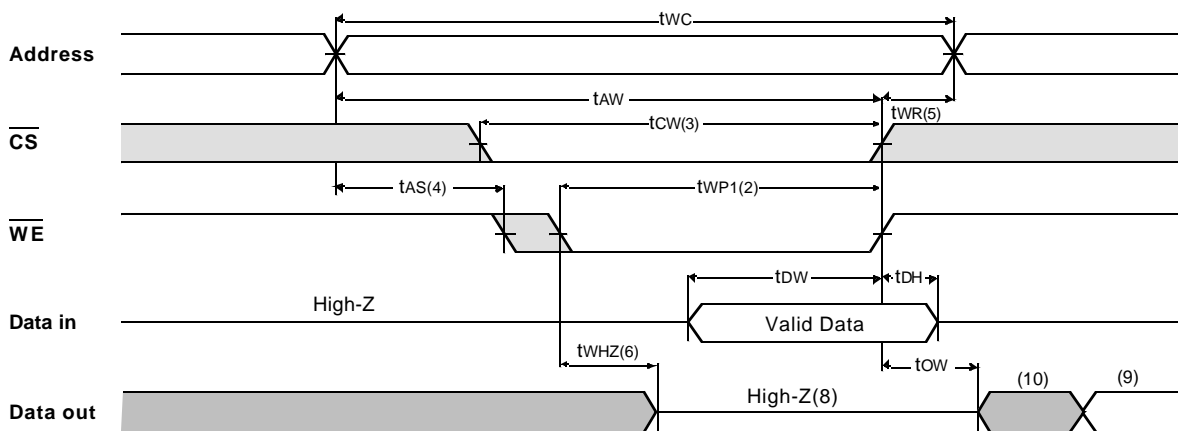 tWC
Address
tAW
tWR(5)
tCW(3)
CS
tAS(4)
tWP1(2)
WE
tDW
tDH
High-Z
Data in
Valid Data
tWHZ(6)
tOW
(10)
(9)
High-Z(8)
Data out